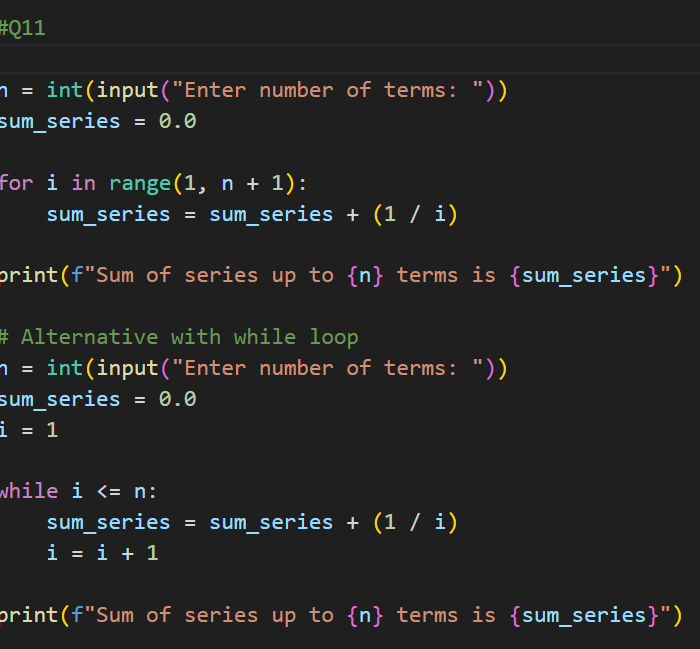 #Q11
n = int(input("Enter number of terms: "))
sum_series = 0.0
for i in range(1, n + 1):
    sum_series = sum_series + (1 / i)
print(f"Sum of series up to {n} terms is {sum_series}")
# Alternative with while loop
n = int(input("Enter number of terms: "))
sum_series = 0.0
i = 1
while i <= n:
    sum_series = sum_series + (1 / i)
    i = i + 1
print(f"Sum of series up to {n} terms is {sum_series}")